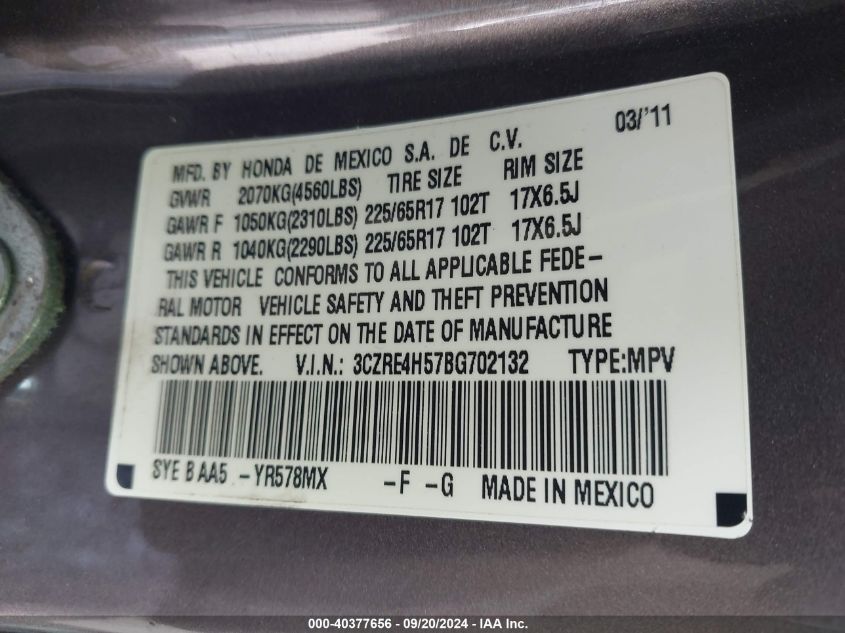 03/'11
MFD. BY HONDA DE MEXICO S.A. DE C.V.
GVWR 2070KG(4560LBS) TIRE SIZE RIM SIZE
GAWR F 1050KG(2310LBS) 225/65R17 102T 17X6.5J
GAWR R 1040KG(2290LBS) 225/65R17 102T 17X6.5J
THIS VEHICLE CONFORMS TO ALL APPLICABLE FEDE-
RAL MOTOR VEHICLE SAFETY AND THEFT PREVENTION
STANDARDS IN EFFECT ON THE DATE OF MANUFACTURE
SHOWN ABOVE. V.I.N.: 3CZRE4H57BG702132 TYPE:MPV
SYE B AA5 -YR578MX -F -G MADE IN MEXICO
000-40377656 - 09/20/2024 - IAA Inc.